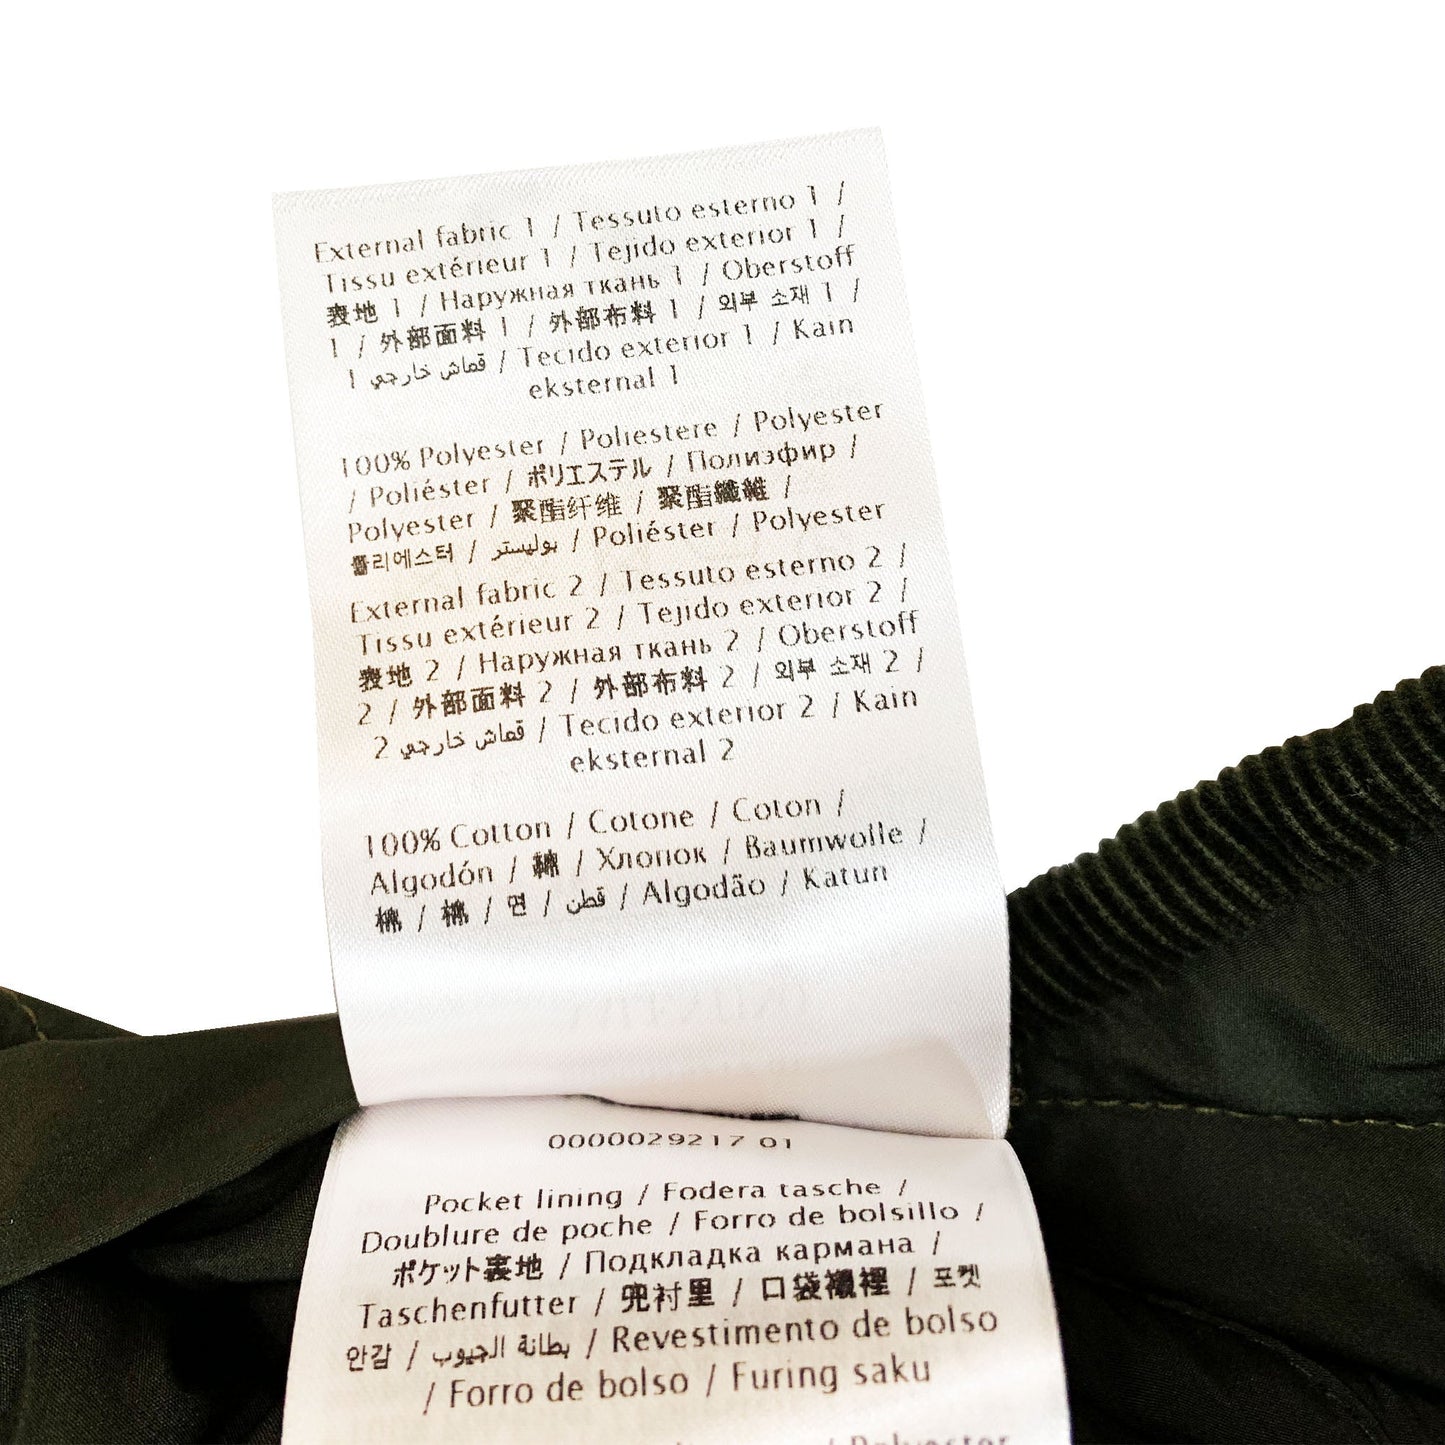 External fabric 1 / Tessuto esterno 1 /
Tissu extérieur 1 / Tejido exterior 1 /
表地 1 / Наружная ткань 1 / Oberstoff
1 / 外部面料 1 / 外部布料 1 / 외부 소재 1 /
قماش خارجي 1 / Tecido exterior 1 / Kain
eksternal 1
100% Polyester / Poliestere / Polyester
/ Poliéster / ポリエステル / Полиэфир /
Polyester / 聚酯纤维 / 聚酯纖維 /
폴리에스터 / بوليستر / Poliéster / Polyester
External fabric 2 / Tessuto esterno 2 /
Tissu extérieur 2 / Tejido exterior 2 /
表地 2 / Наружная ткань 2 / Oberstoff
2 / 外部面料 2 / 外部布料 2 / 외부 소재 2 /
قماش خارجي 2 / Tecido exterior 2 / Kain
eksternal 2
100% Cotton / Cotone / Coton /
Algodón / 綿 / Хлопок / Baumwolle /
棉 / 棉 / 면 / قطن / Algodão / Katun
0000029217 01
Pocket lining / Fodera tasche /
Doublure de poche / Forro de bolsillo /
ポケット裏地 / Подкладка кармана /
Taschenfutter / 兜衬里 / 口袋襯裡 / 포켓
안감 / بطانة الجيوب / Revestimento de bolso
/ Forro de bolso / Furing saku
/ Polyester